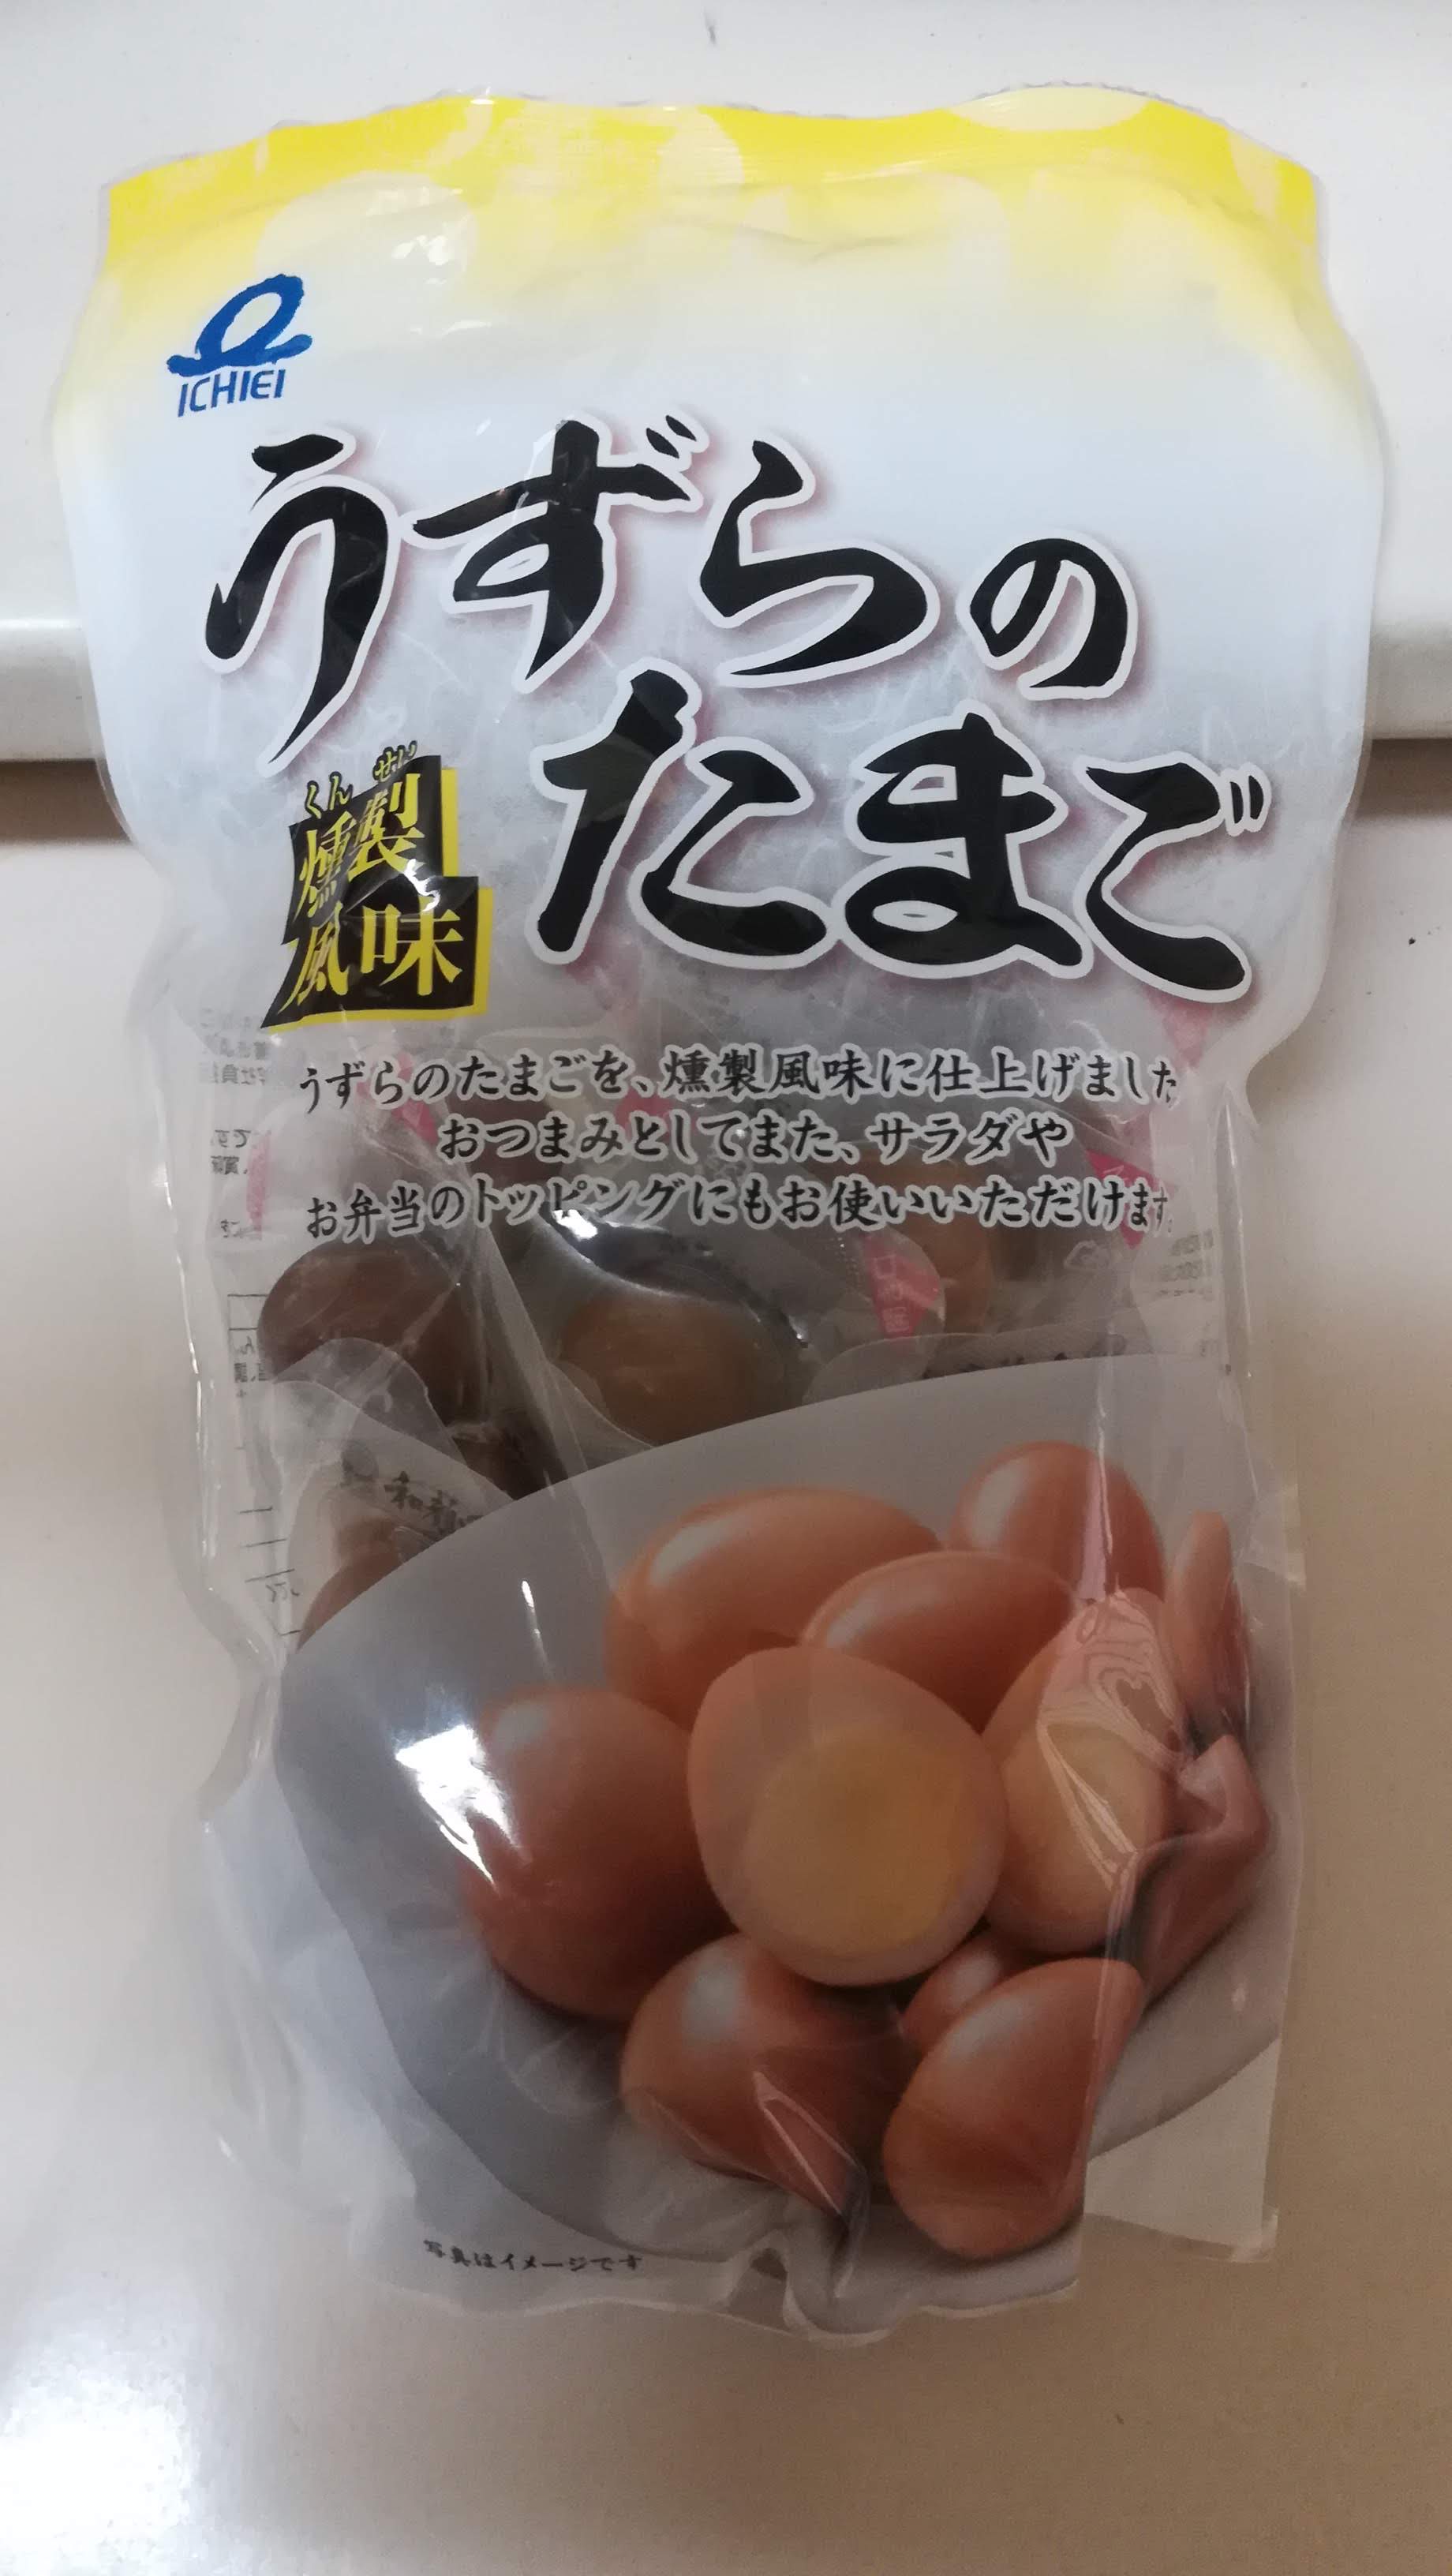 ICHIEI
うずらの
たまご
くんせい
燻製
風味
うずらのたまごを、燻製風味に仕上げました
おつまみとしてまた、サラダや
お弁当のトッピングにもお使いいただけます。
写真はイメージです